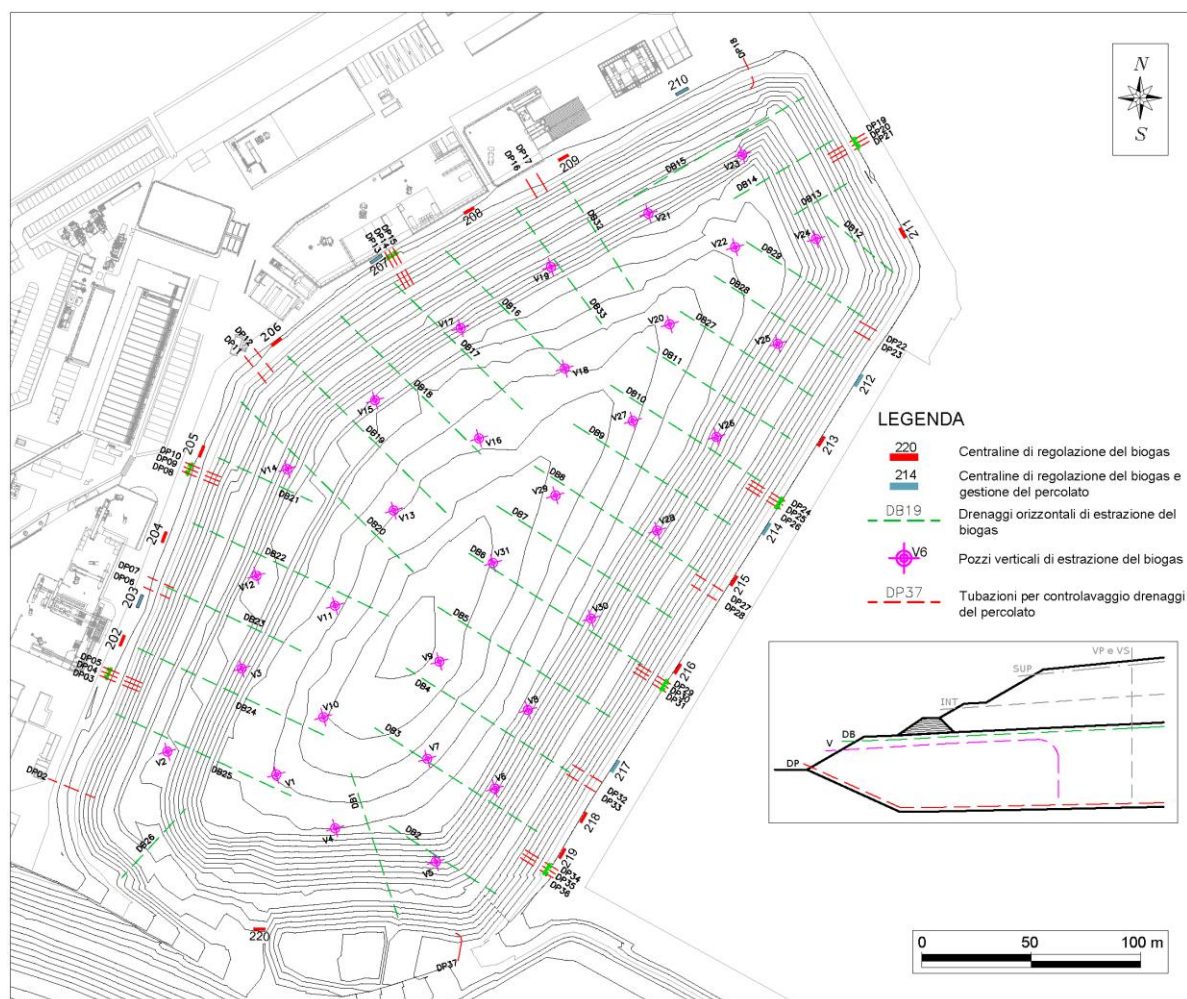 DP18
210
N
S
DP19
DP20
DP21
DP17
DP16
209
DB15
V23
DB14
DB13
208
DB32
V21
V24
DB12
211
DP15
DP14
DP13
207
V22
DB29
V19
DB28
DB16
DB33
DB27
V20
V25
DP22
DP23
DP12
DP11
206
V17
DB17
DB11
V18
212
DB18
DB10
V15
V27
V26
LEGENDA
220
Centraline di regolazione del biogas
214
Centraline di regolazione del biogas e
gestione del percolato
DB19
Drenaggi orizzontali di estrazione del
biogas
V6
Pozzi verticali di estrazione del biogas
DP37
Tubazioni per controlavaggio drenaggi
del percolato
DB19
DB9
213
205
V16
DP10
DP09
DP08
V14
DB21
DB8
V29
DP24
DP25
DP26
V13
DB7
V28
214
DB20
204
DB22
DB6
V31
215
DP07
DP06
V12
DP27
DP28
203
V11
DB5
V30
202
DB23
216
DP05
DP04
DP03
V3
V9
DB4
DP29
DP30
DP31
VP e VS
SUP
INT
V
DB
DP
DB24
V10
V8
DB3
V2
V7
217
DP02
DB25
V1
V6
DP32
DP33
DB1
218
V4
DB2
DB26
V5
219
DP34
DP35
DP36
220
DP37
0
50
100 m